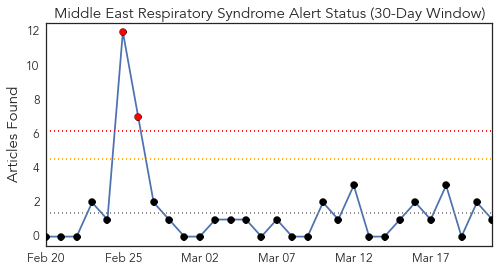 Middle East Respiratory Syndrome Alert Status (30-Day Window)
Articles Found
12
10
8
6
4
2
0
Feb 20 Feb 25 Mar 02 Mar 07 Mar 12 Mar 17